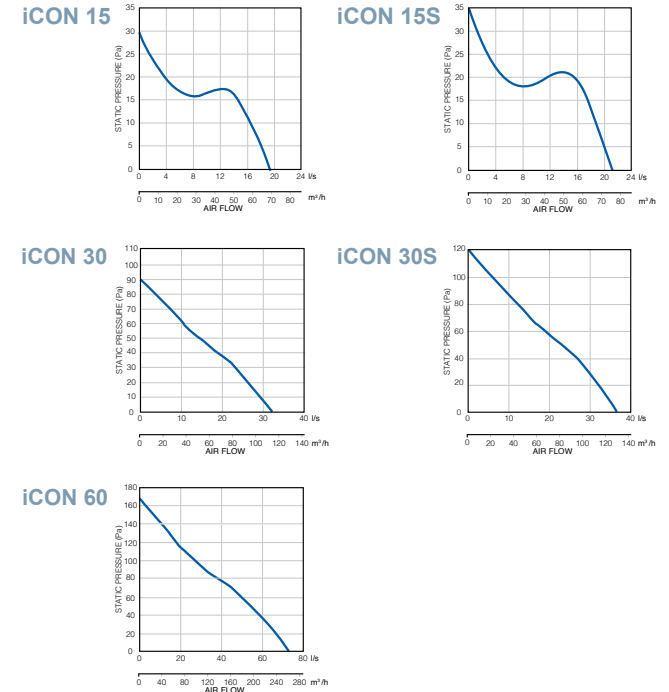 iCON 15
STATIC PRESSURE (Pa)
35
30
25
20
15
10
5
0
0 4 8 12 16 20 24 l/s
0 10 20 30 40 50 60 70 80 m³/h
AIR FLOW
iCON 15S
STATIC PRESSURE (Pa)
35
30
25
20
15
10
5
0
0 4 8 12 16 20 24 l/s
0 10 20 30 40 50 60 70 80 m³/h
AIR FLOW
iCON 30
STATIC PRESSURE (Pa)
110
100
90
80
70
60
50
40
30
20
10
0
0 10 20 30 40 l/s
0 20 40 60 80 100 120 140 m³/h
AIR FLOW
iCON 30S
STATIC PRESSURE (Pa)
120
100
80
60
40
20
0
0 10 20 30 40 l/s
0 20 40 60 80 100 120 140 m³/h
AIR FLOW
iCON 60
STATIC PRESSURE (Pa)
180
160
140
120
100
80
60
40
20
0
0 20 40 60 80 l/s
0 40 80 120 160 200 240 280 m³/h
AIR FLOW